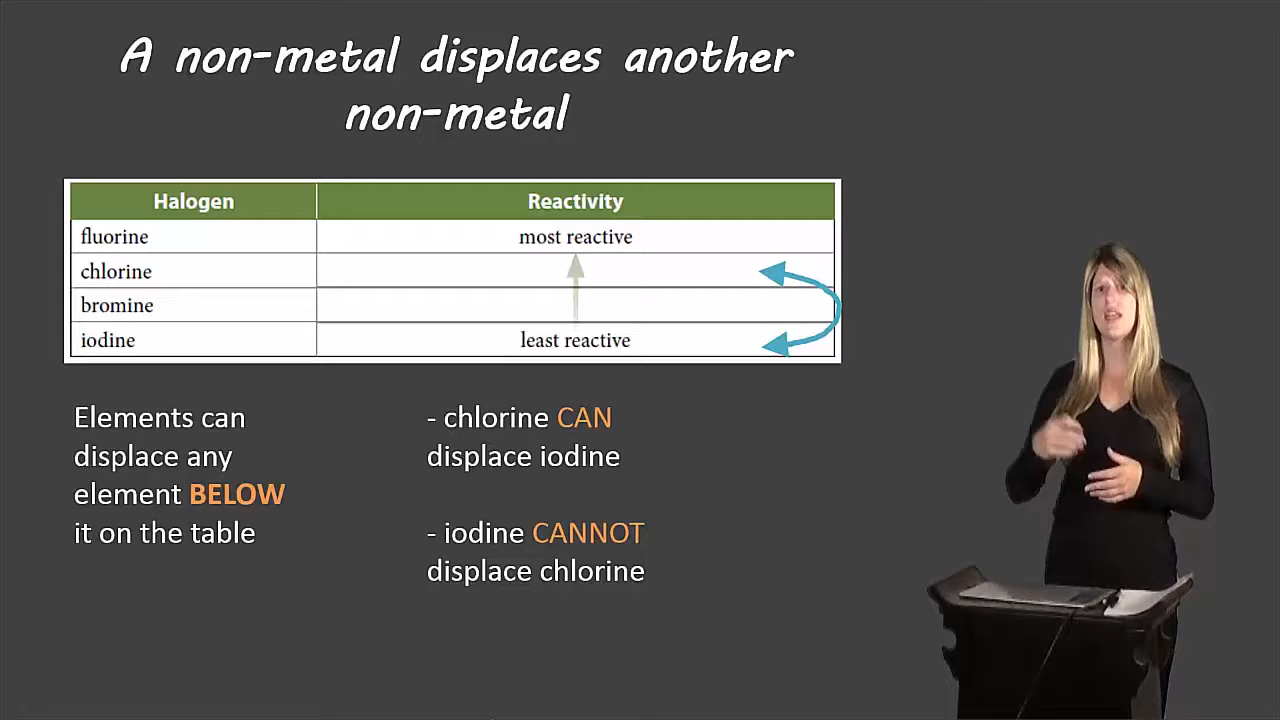 A non-metal displaces another
non-metal
Halogen Reactivity
fluorine most reactive
chlorine
bromine
iodine least reactive
Elements can
displace any
element BELOW
it on the table
- chlorine CAN
displace iodine
- iodine CANNOT
displace chlorine